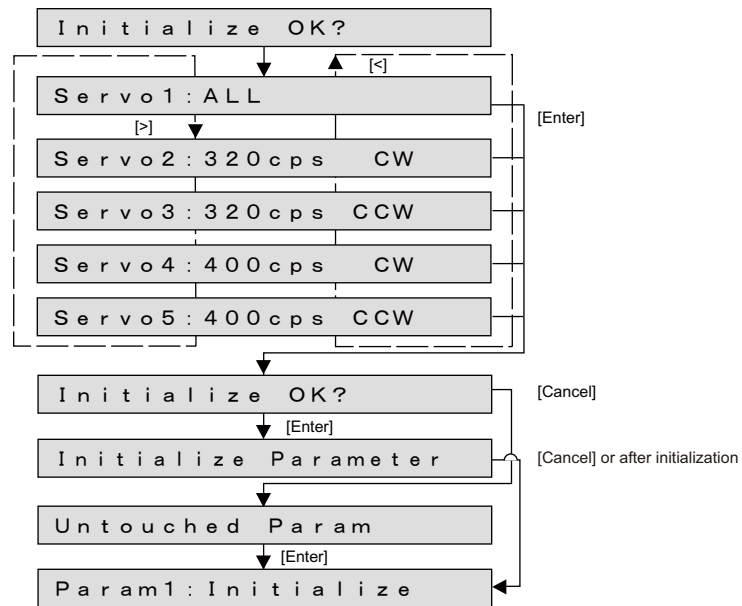 Initialize OK?
[<]
Servo1:ALL
[Enter]
[>]
Servo2:320cps CW
Servo3:320cps CCW
Servo4:400cps CW
Servo5:400cps CCW
Initialize OK?
[Cancel]
[Enter]
Initialize Parameter
[Cancel] or after initialization
Untouched Param
[Enter]
Param1:Initialize